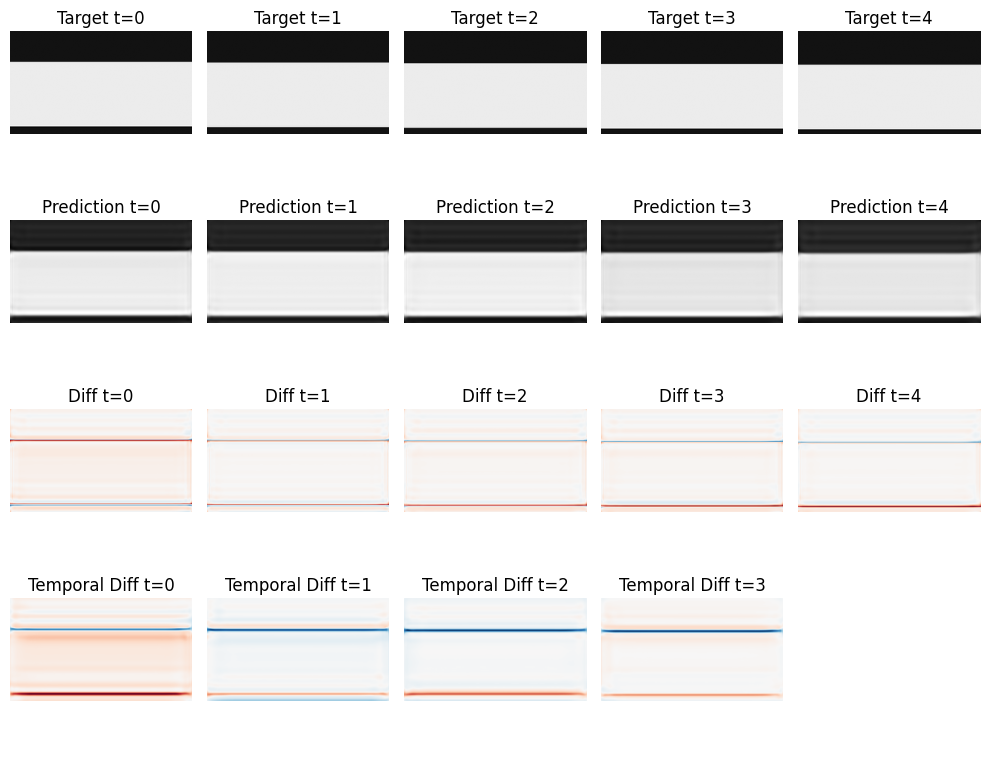 Target t=0 Target t=1 Target t=2 Target t=3 Target t=4
Prediction t=0 Prediction t=1 Prediction t=2 Prediction t=3 Prediction t=4
Diff t=0 Diff t=1 Diff t=2 Diff t=3 Diff t=4
Temporal Diff t=0 Temporal Diff t=1 Temporal Diff t=2 Temporal Diff t=3